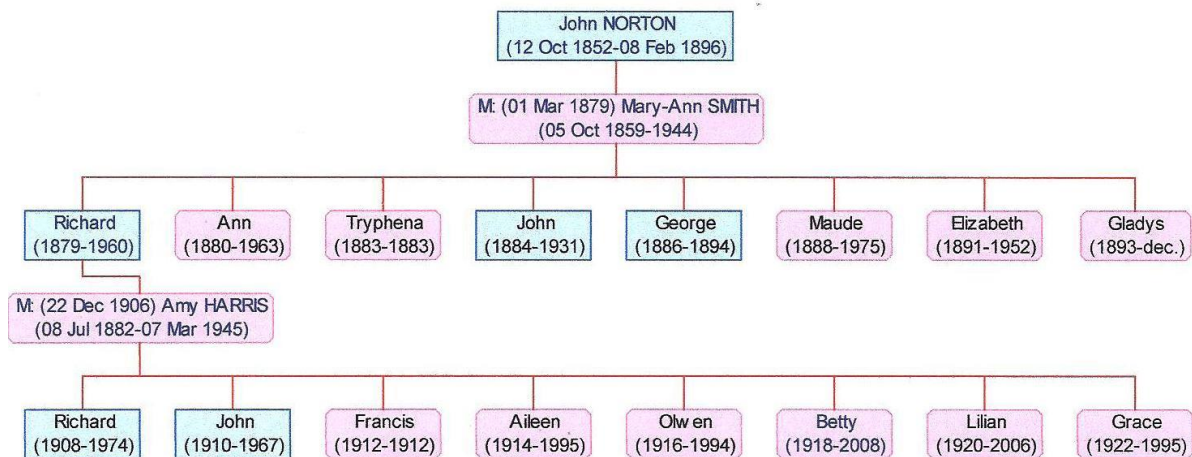 John NORTON
(12 Oct 1852-08 Feb 1896)
M: (01 Mar 1879) Mary-Ann SMITH
(05 Oct 1859-1944)
Richard
(1879-1960)
Ann
(1880-1963)
Tryphena
(1883-1883)
John
(1884-1931)
George
(1886-1894)
Maude
(1888-1975)
Elizabeth
(1891-1952)
Gladys
(1893-dec.)
M: (22 Dec 1906) Amy HARRIS
(08 Jul 1882-07 Mar 1945)
Richard
(1908-1974)
John
(1910-1967)
Francis
(1912-1912)
Aileen
(1914-1995)
Olwen
(1916-1994)
Betty
(1918-2008)
Lilian
(1920-2006)
Grace
(1922-1995)